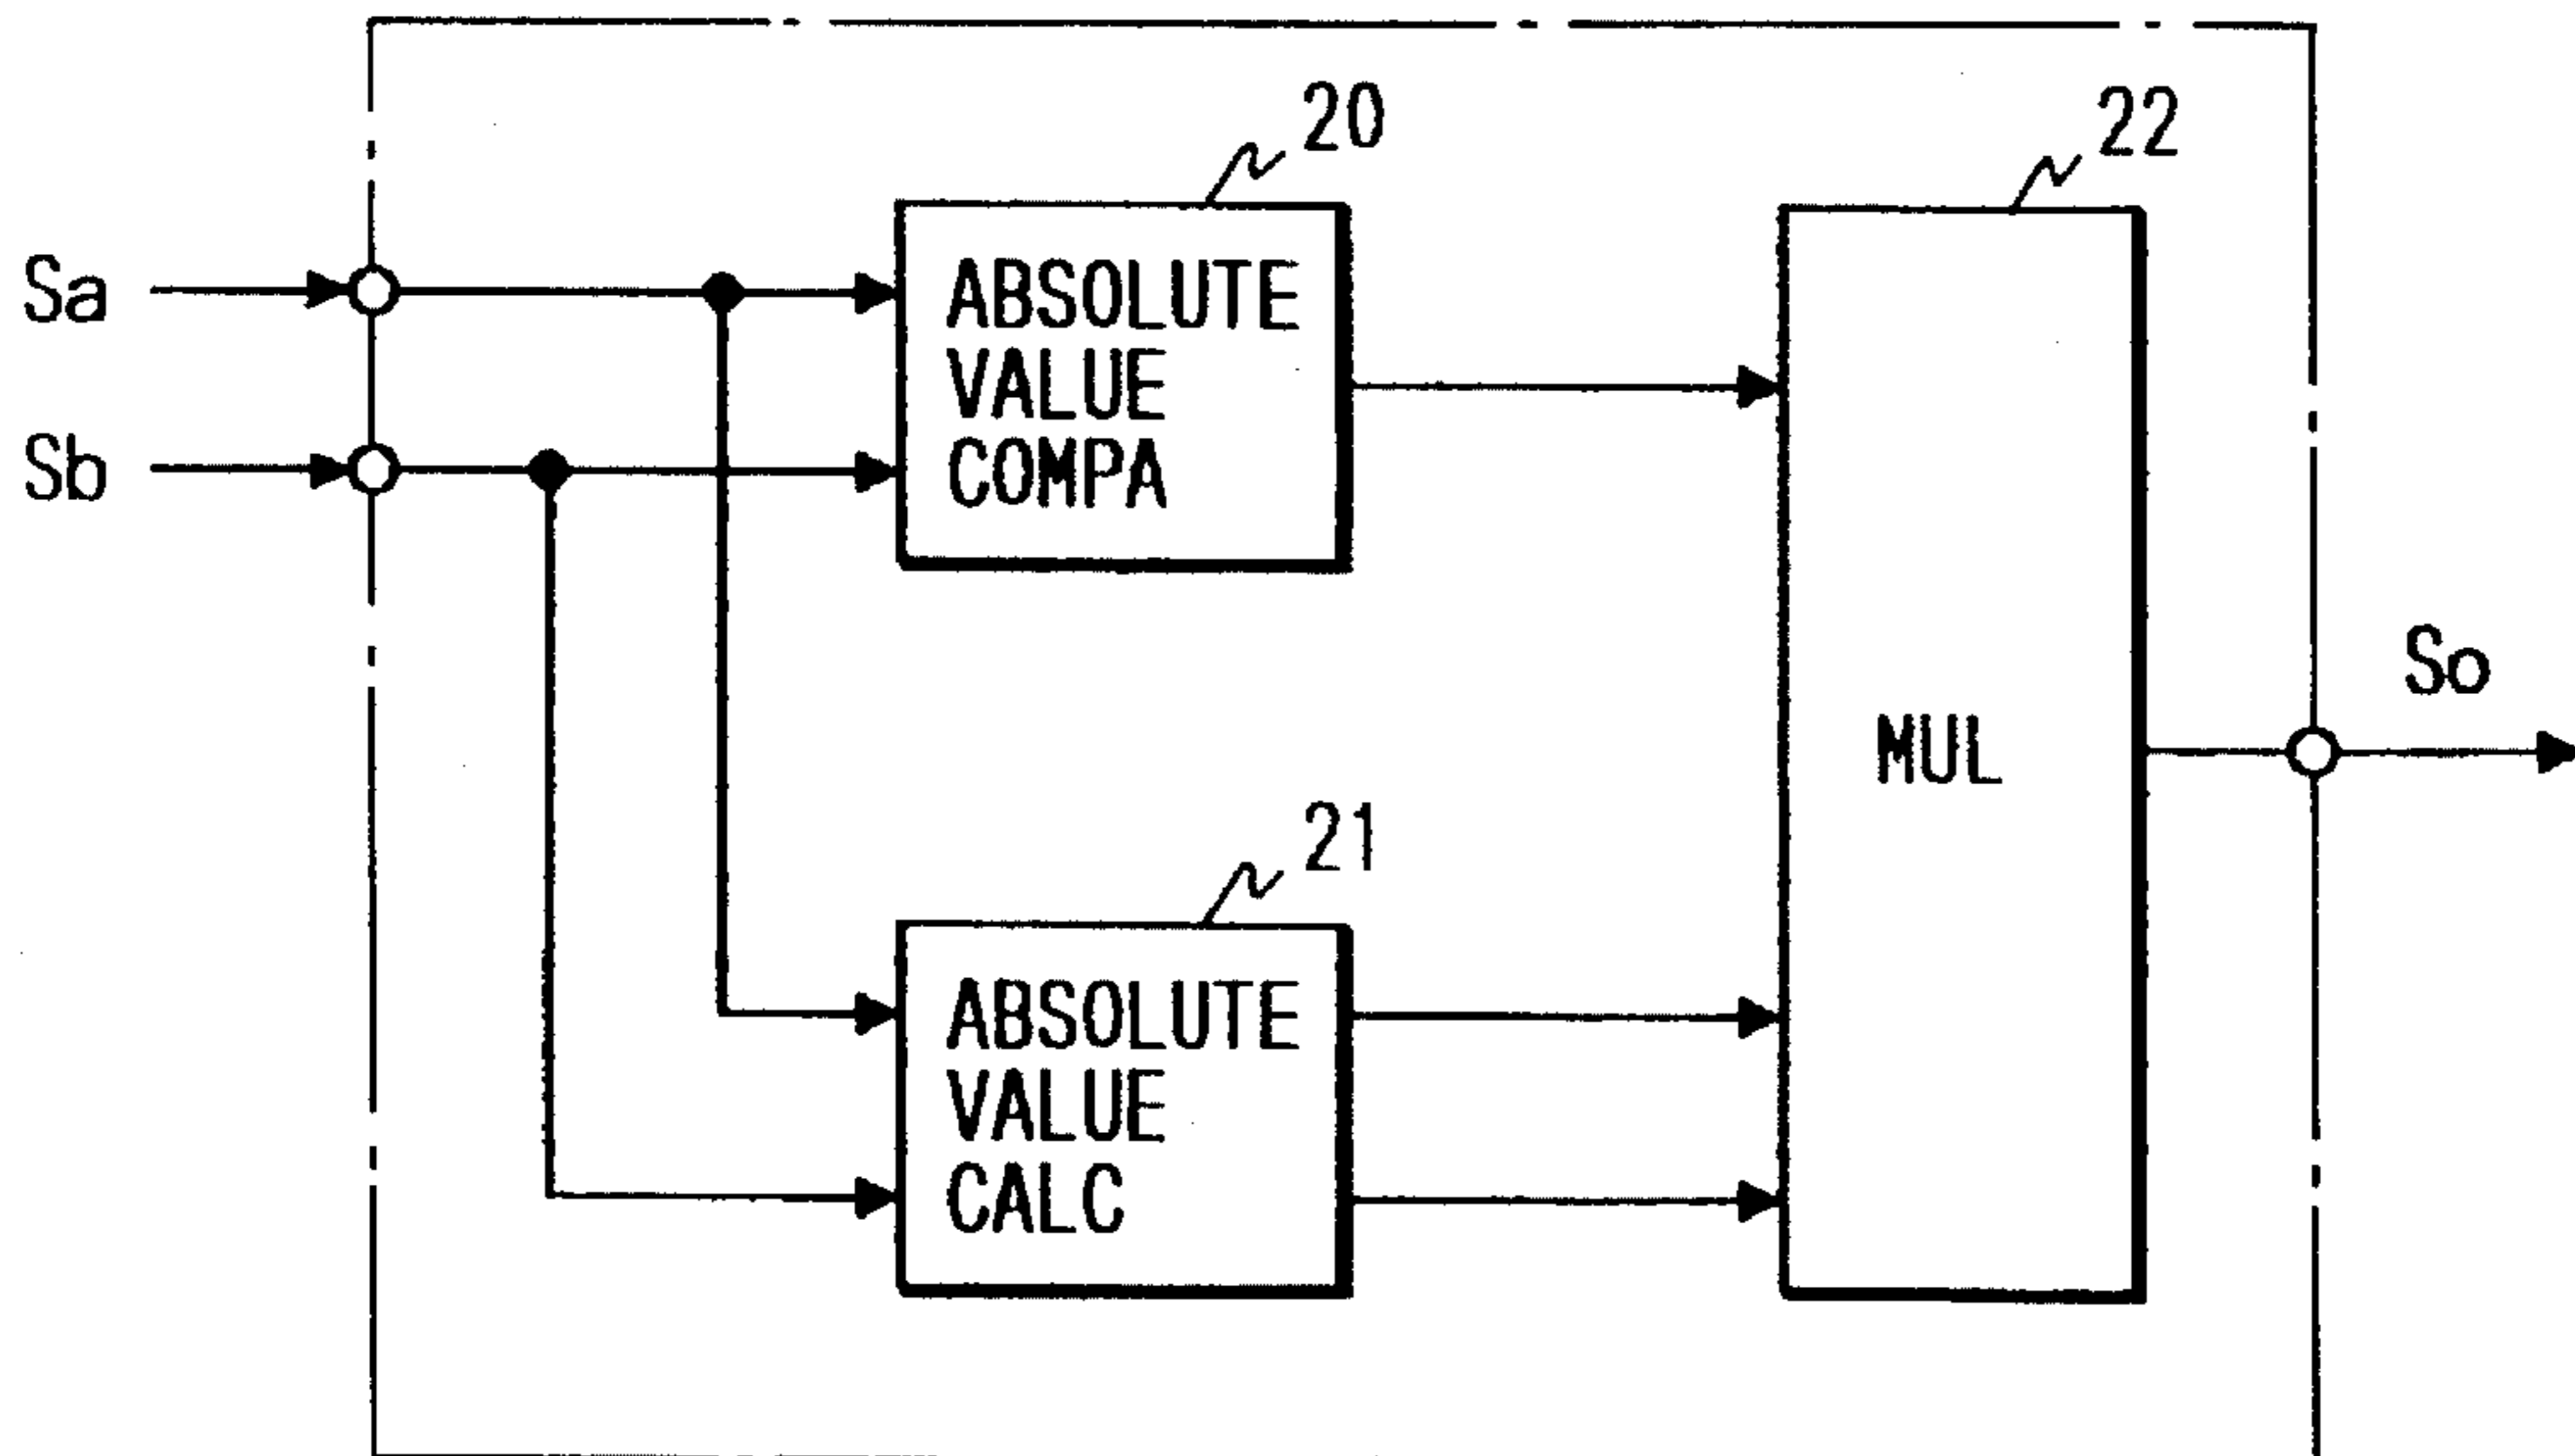 20
22
Sa
ABSOLUTE
VALUE
COMPA
Sb
So
MUL
21
ABSOLUTE
VALUE
CALC